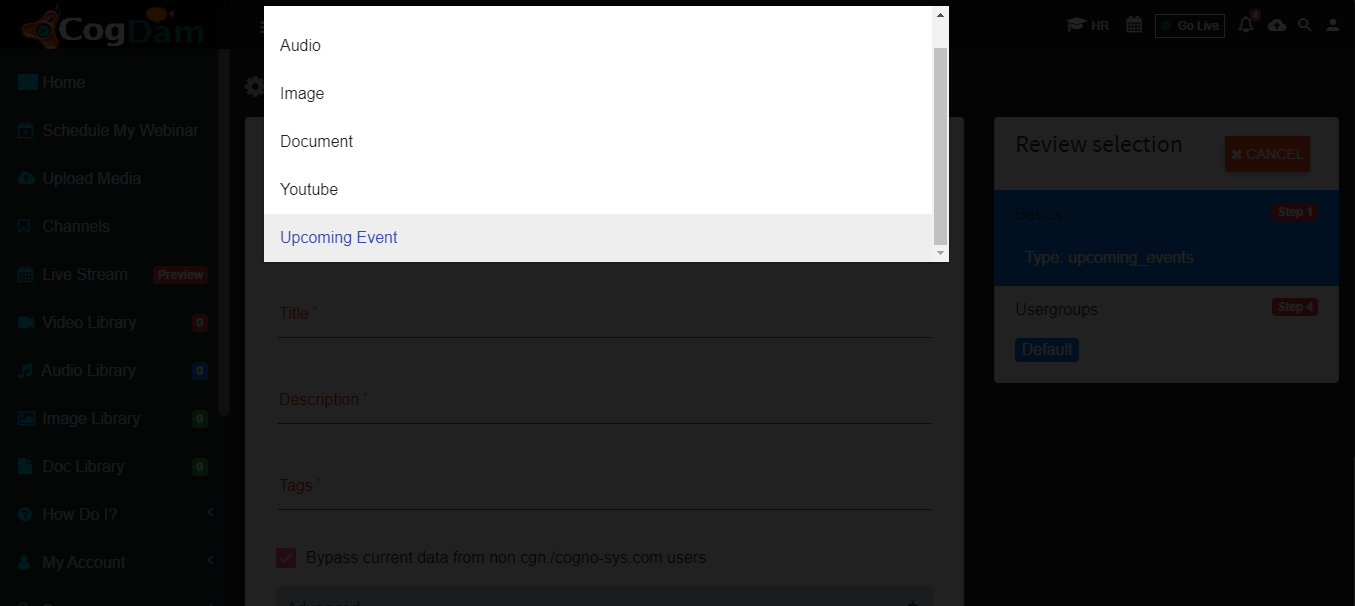 CogDam
HR
Go Live
4
Home
Schedule My Webinar
Upload Media
Channels
Live Stream Preview
Video Library 0
Audio Library 0
Image Library 0
Doc Library 0
How Do I?
My Account
Audio
Image
Document
Youtube
Upcoming Event
Title *
Description *
Tags *
Bypass current data from non cgn./cogno-sys.com users
Advanced
Review selection
CANCEL
Basics Step 1
Type: upcoming_events
Usergroups Step 4
Default